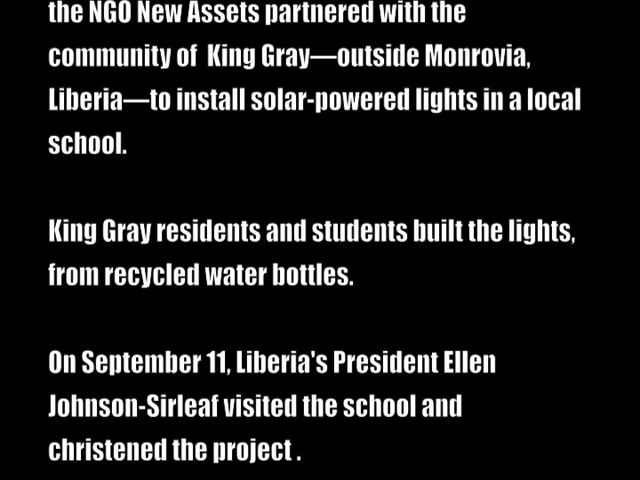 the NGO New Assets partnered with the
community of King Gray—outside Monrovia,
Liberia—to install solar-powered lights in a local
school.
King Gray residents and students built the lights,
from recycled water bottles.
On September 11, Liberia's President Ellen
Johnson-Sirleaf visited the school and
christened the project .